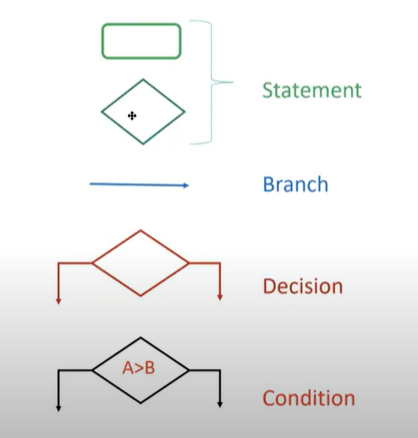 Statement
Branch
Decision
A>B
Condition